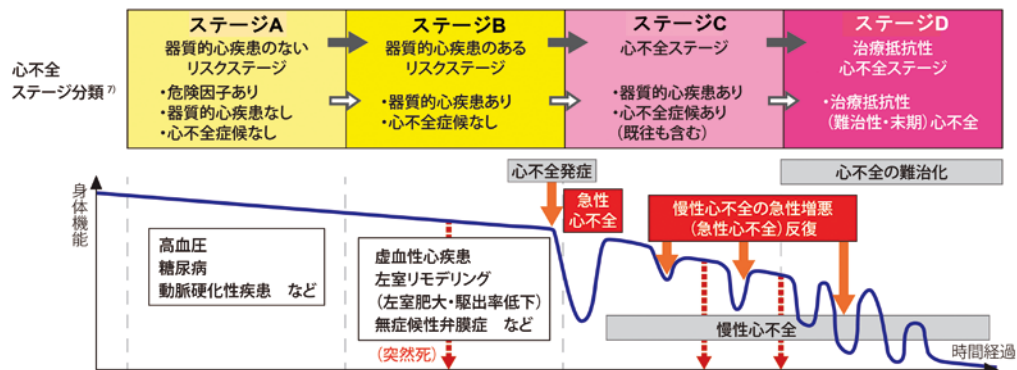 心不全
ステージ分類 7)
ステージA
器質的心疾患のない
リスクステージ
・危険因子あり
・器質的心疾患なし
・心不全症候なし
ステージB
器質的心疾患のある
リスクステージ
・器質的心疾患あり
・心不全症候なし
ステージC
心不全ステージ
・器質的心疾患あり
・心不全症候あり
(既往も含む)
ステージD
治療抵抗性
心不全ステージ
・治療抵抗性
(難治性・末期)心不全
身体機能
心不全発症
心不全の難治化
急性
心不全
慢性心不全の急性増悪
(急性心不全)反復
高血圧
糖尿病
動脈硬化性疾患 など
虚血性心疾患
左室リモデリング
(左室肥大・駆出率低下)
無症候性弁膜症 など
(突然死)
慢性心不全
時間経過